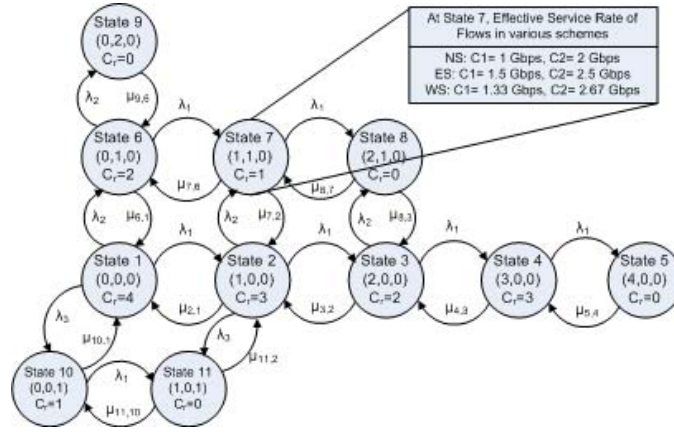 State 9
(0,2,0)
Cr=0
At State 7, Effective Service Rate of
Flows in various schemes
NS: C1= 1 Gbps, C2= 2 Gbps
ES: C1= 1.5 Gbps, C2= 2.5 Gbps
WS: C1= 1.33 Gbps, C2= 2.67 Gbps
λ2
μ9,6
λ1
λ1
State 6
(0,1,0)
Cr=2
State 7
(1,1,0)
Cr=1
State 8
(2,1,0)
Cr=0
μ7,6
μ8,7
λ2
μ6,1
λ2
μ7,2
λ2
μ8,3
λ1
λ1
λ1
λ1
State 1
(0,0,0)
Cr=4
State 2
(1,0,0)
Cr=3
State 3
(2,0,0)
Cr=2
State 4
(3,0,0)
Cr=3
State 5
(4,0,0)
Cr=0
μ2,1
μ3,2
μ4,3
μ5,4
λ3
μ10,1
λ3
μ11,2
State 10
(0,0,1)
Cr=1
λ1
State 11
(1,0,1)
Cr=0
μ11,10